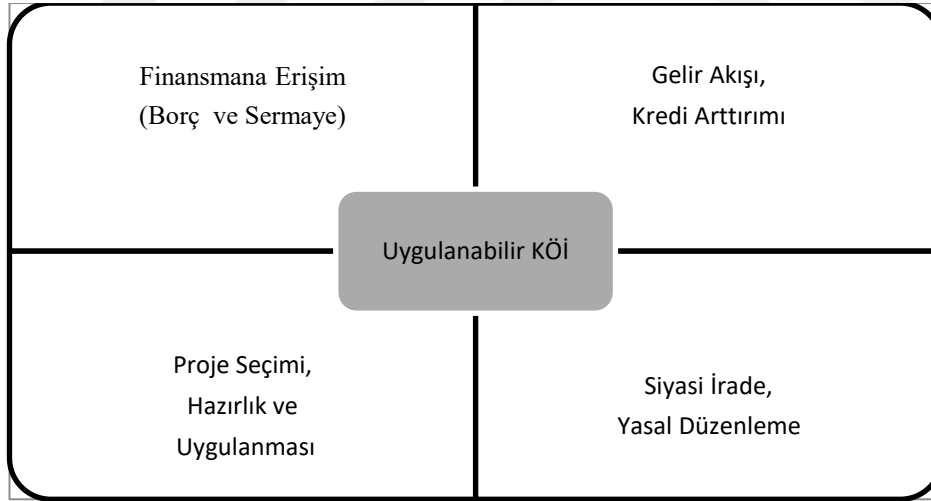 Finansmana Erişim
(Borç ve Sermaye)
Gelir Akışı,
Kredi Arttırımı
Uygulanabilir KÖİ
Proje Seçimi,
Hazırlık ve
Uygulanması
Siyasi İrade,
Yasal Düzenleme